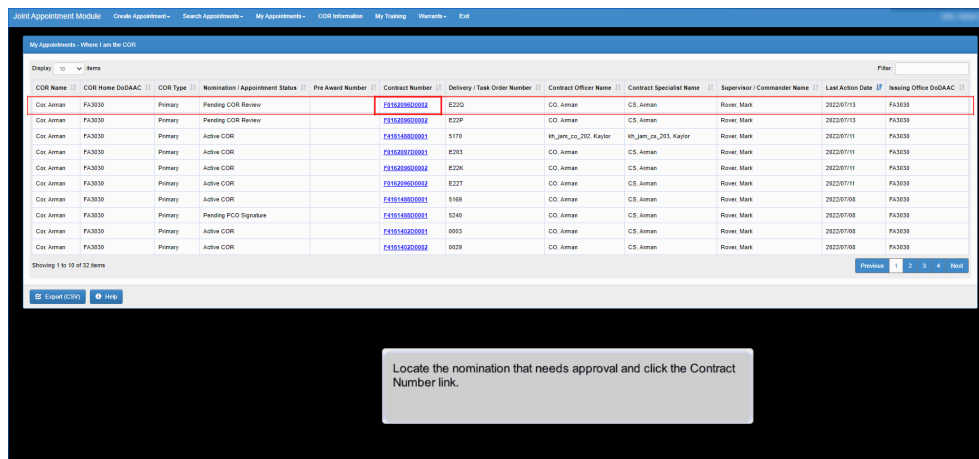 Joint Appointment Module Create Appointment Search Appointments My Appointments COR Information My Training Warrants Exit
My Appointments - Where I am the COR
Display 10 items Filter:
COR Name COR Home DoDAAC COR Type Nomination / Appointment Status Pre Award Number Contract Number Delivery / Task Order Number Contract Officer Name Contract Specialist Name Supervisor / Commander Name Last Action Date Issuing Office DoDAAC
Cor, Arman FA3030 Primary Pending COR Review F0162096D0002 E22Q CO, Arman CS, Arman Rover, Mark 2022/07/13 FA3030
Cor, Arman FA3030 Primary Pending COR Review F0162096D0002 E22P CO, Arman CS, Arman Rover, Mark 2022/07/13 FA3030
Cor, Arman FA3030 Primary Active COR F4161488D0001 5170 kh_jam_co_202, Kaylor kh_jam_cs_203, Kaylor Rover, Mark 2022/07/11 FA3030
Cor, Arman FA3030 Primary Active COR F0162097D0001 E203 CO, Arman CS, Arman Rover, Mark 2022/07/11 FA3030
Cor, Arman FA3030 Primary Active COR F0162096D0002 E22K CO, Arman CS, Arman Rover, Mark 2022/07/11 FA3030
Cor, Arman FA3030 Primary Active COR F0162096D0002 E22T CO, Arman CS, Arman Rover, Mark 2022/07/11 FA3030
Cor, Arman FA3030 Primary Active COR F4161488D0001 5169 CO, Arman CS, Arman Rover, Mark 2022/07/08 FA3030
Cor, Arman FA3030 Primary Pending PCO Signature F4161488D0001 5240 CO, Arman CS, Arman Rover, Mark 2022/07/08 FA3030
Cor, Arman FA3030 Primary Active COR F4161402D0001 0003 CO, Arman CS, Arman Rover, Mark 2022/07/08 FA3030
Cor, Arman FA3030 Primary Active COR F4161402D0002 0029 CO, Arman CS, Arman Rover, Mark 2022/07/08 FA3030
Showing 1 to 10 of 32 items Previous 1 2 3 4 Next
Export (CSV) Help
Locate the nomination that needs approval and click the Contract
Number link.